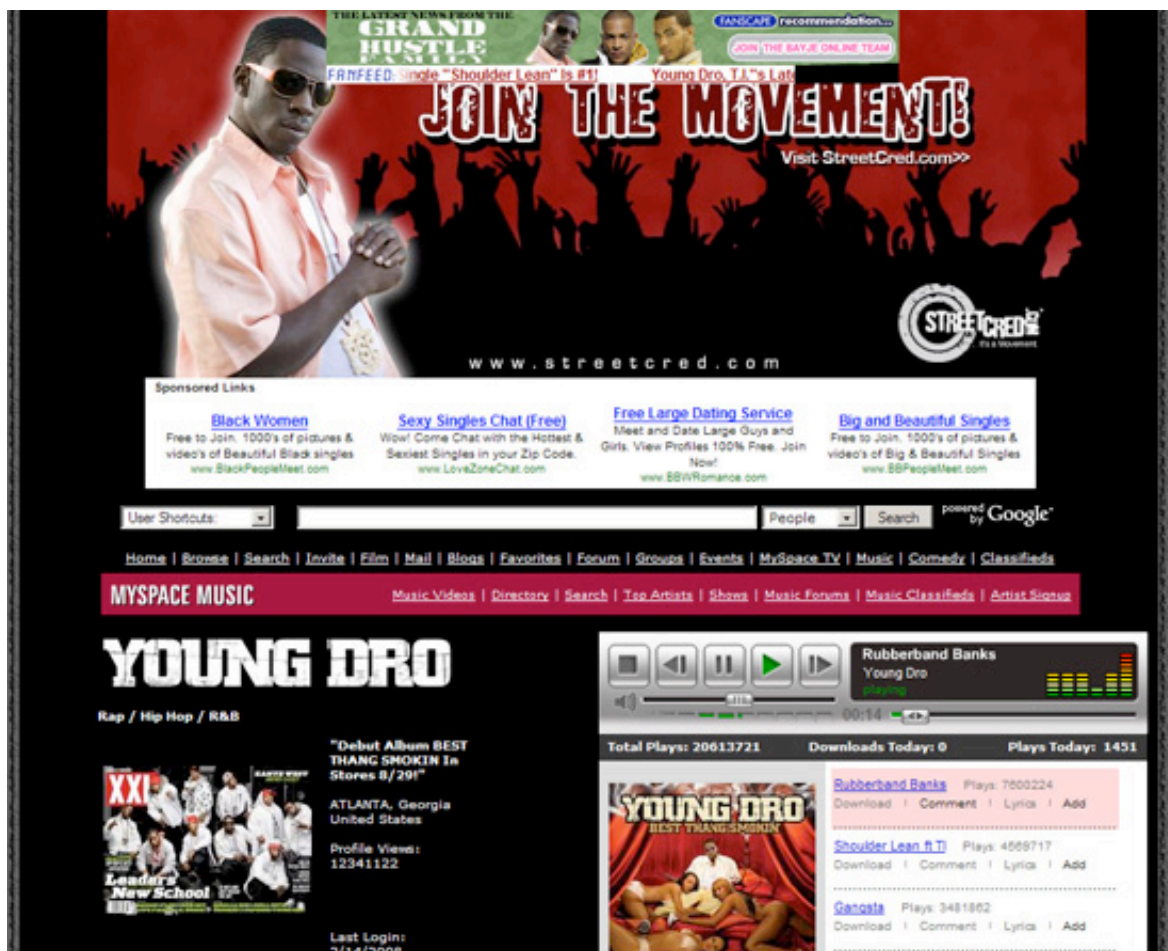 THE LATEST NEWS FROM THE
GRAND
HUSTLE
FAMILY
FANSCAPE recommendation...
JOIN THE BAYJE ONLINE TEAM
FANFEED: Single "Shoulder Lean" Is #1! Young Dro, T.I."s Late
JOIN THE MOVEMENT!
Visit StreetCred.com>>
STREETCRED
It's a Movement.
www.streetcred.com
Sponsored Links
Black Women
Free to Join. 1000's of pictures &
video's of Beautiful Black singles
www.BlackPeopleMeet.com
Sexy Singles Chat (Free)
Wow! Come Chat with the Hottest &
Sexiest Singles in your Zip Code.
www.LoveZoneChat.com
Free Large Dating Service
Meet and Date Large Guys and
Girls. View Profiles 100% Free. Join
Now!
www.BBWRomance.com
Big and Beautiful Singles
Free to Join. 1000's of pictures &
video's of Big & Beautiful Singles
www.BBPeopleMeet.com
User Shortcuts: People Search powered by Google
Home | Browse | Search | Invite | Film | Mail | Blogs | Favorites | Forum | Groups | Events | MySpace TV | Music | Comedy | Classifieds
MYSPACE MUSIC
Music Videos | Directory | Search | Top Artists | Shows | Music Forums | Music Classifieds | Artist Signup
YOUNG DRO
Rap / Hip Hop / R&B
XXL
KANYE WEST
Leaders
New School
"Debut Album BEST
THANG SMOKIN In
Stores 8/29!"
ATLANTA, Georgia
United States
Profile Views:
12341122
Last Login:
2/14/2008
Rubberband Banks
Young Dro
playing
00:14
Total Plays: 20613721 Downloads Today: 0 Plays Today: 1451
YOUNG DRO
BEST THANG SMOKIN'
Rubberband Banks Plays: 7600224
Download | Comment | Lyrics | Add
Shoulder Lean ft TI Plays: 4669717
Download | Comment | Lyrics | Add
Gangsta Plays: 3481862
Download | Comment | Lyrics | Add